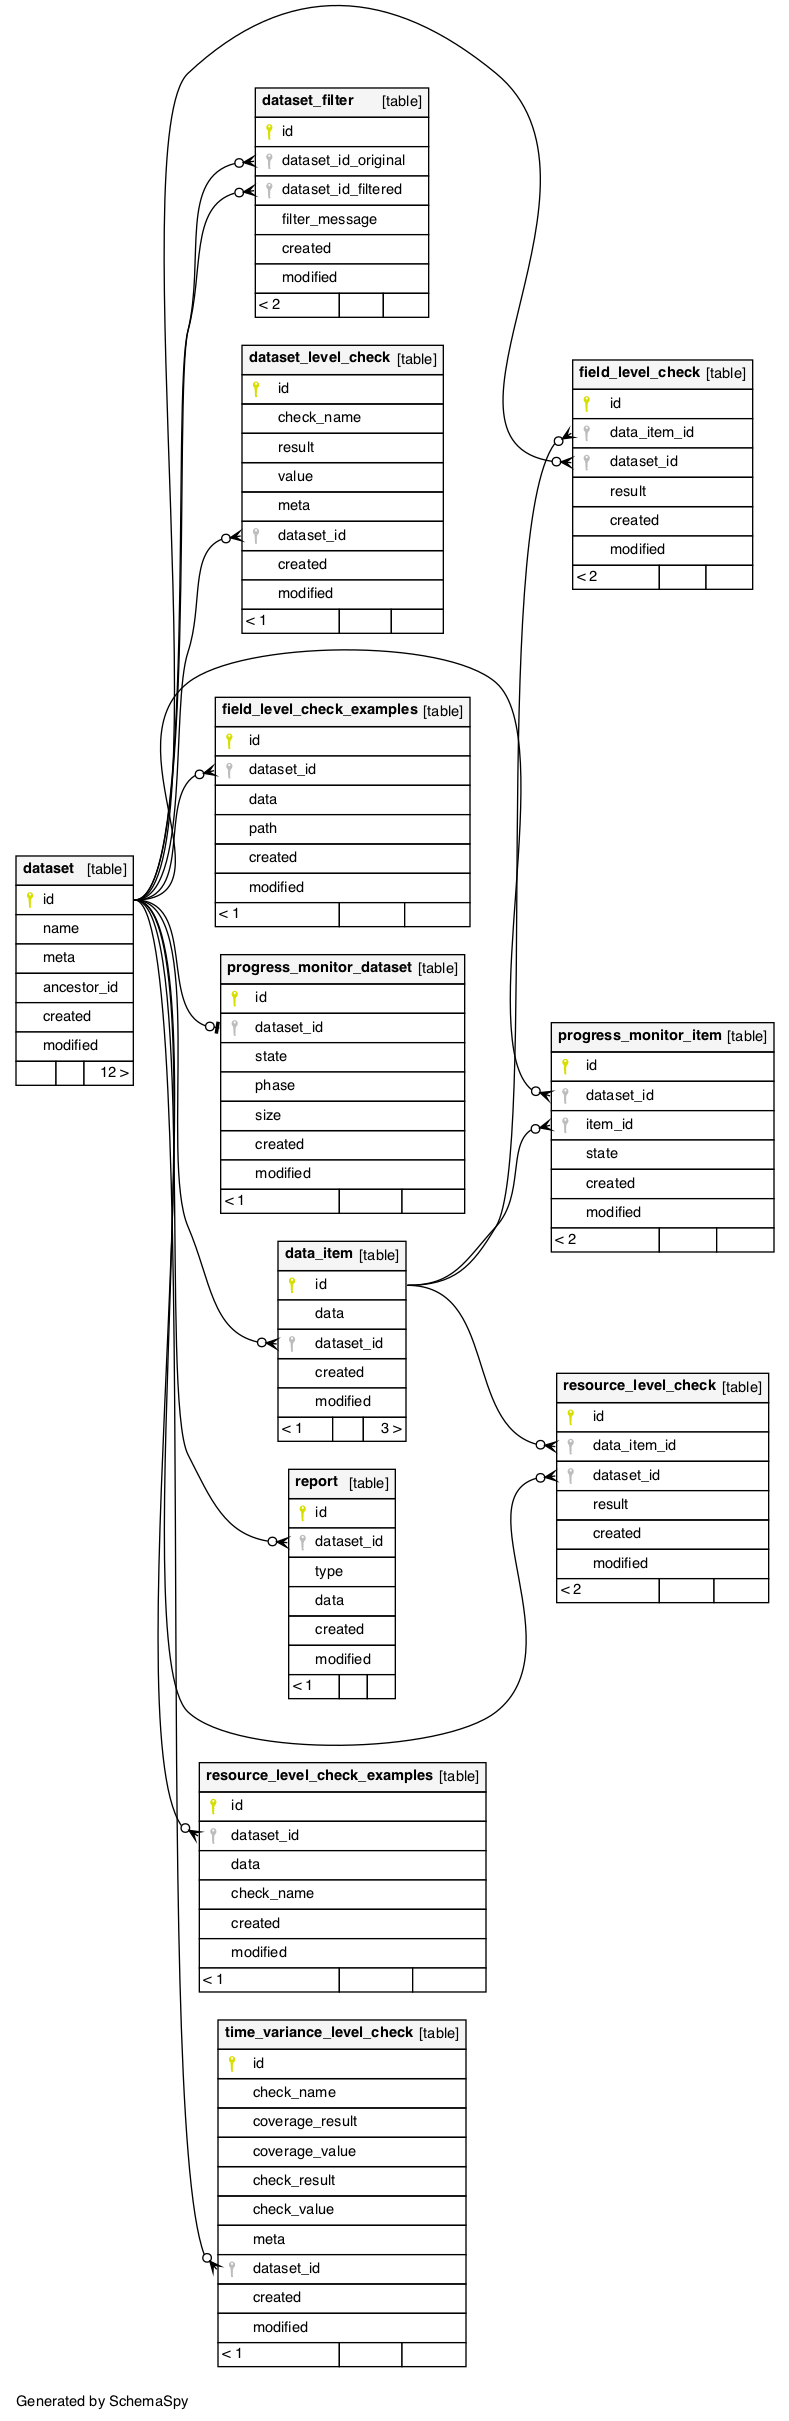 dataset_filter [table]
id
dataset_id_original
dataset_id_filtered
filter_message
created
modified
< 2
dataset_level_check [table]
id
check_name
result
value
meta
dataset_id
created
modified
< 1
field_level_check [table]
id
data_item_id
dataset_id
result
created
modified
< 2
field_level_check_examples [table]
id
dataset_id
data
path
created
modified
< 1
dataset [table]
id
name
meta
ancestor_id
created
modified
12 >
progress_monitor_dataset [table]
id
dataset_id
state
phase
size
created
modified
< 1
progress_monitor_item [table]
id
dataset_id
item_id
state
created
modified
< 2
data_item [table]
id
data
dataset_id
created
modified
< 1 3 >
resource_level_check [table]
id
data_item_id
dataset_id
result
created
modified
< 2
report [table]
id
dataset_id
type
data
created
modified
< 1
resource_level_check_examples [table]
id
dataset_id
data
check_name
created
modified
< 1
time_variance_level_check [table]
id
check_name
coverage_result
coverage_value
check_result
check_value
meta
dataset_id
created
modified
< 1
Generated by SchemaSpy